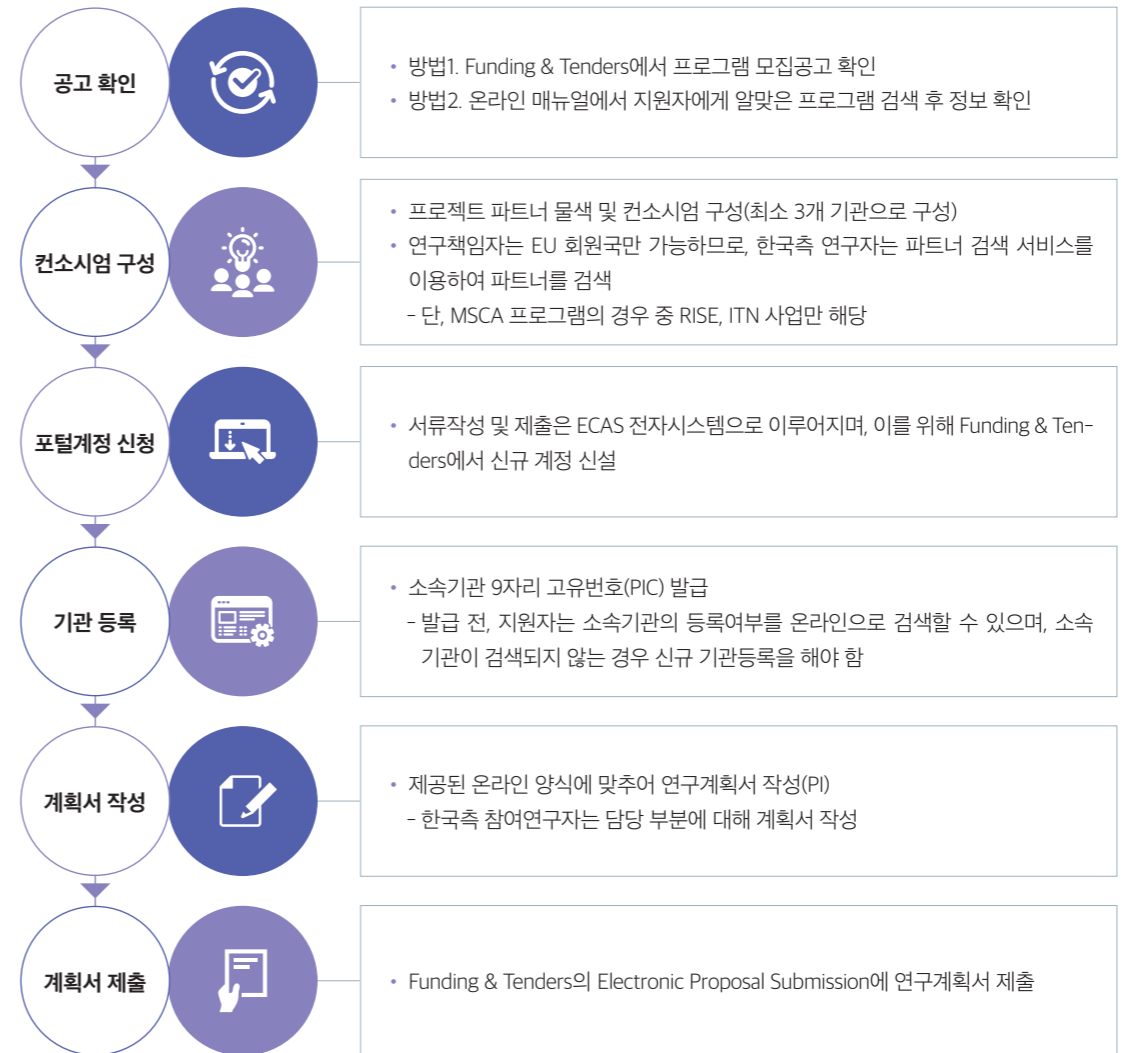 공고 확인
• 방법1. Funding & Tenders에서 프로그램 모집공고 확인
• 방법2. 온라인 매뉴얼에서 지원자에게 알맞은 프로그램 검색 후 정보 확인
컨소시엄 구성
• 프로젝트 파트너 물색 및 컨소시엄 구성(최소 3개 기관으로 구성)
• 연구책임자는 EU 회원국만 가능하므로, 한국측 연구자는 파트너 검색 서비스를
이용하여 파트너를 검색
- 단, MSCA 프로그램의 경우 중 RISE, ITN 사업만 해당
포털계정 신청
• 서류작성 및 제출은 ECAS 전자시스템으로 이루어지며, 이를 위해 Funding & Ten-
ders에서 신규 계정 신설
기관 등록
• 소속기관 9자리 고유번호(PIC) 발급
- 발급 전, 지원자는 소속기관의 등록여부를 온라인으로 검색할 수 있으며, 소속
기관이 검색되지 않는 경우 신규 기관등록을 해야 함
계획서 작성
• 제공된 온라인 양식에 맞추어 연구계획서 작성(PI)
- 한국측 참여연구자는 담당 부분에 대해 계획서 작성
계획서 제출
• Funding & Tenders의 Electronic Proposal Submission에 연구계획서 제출